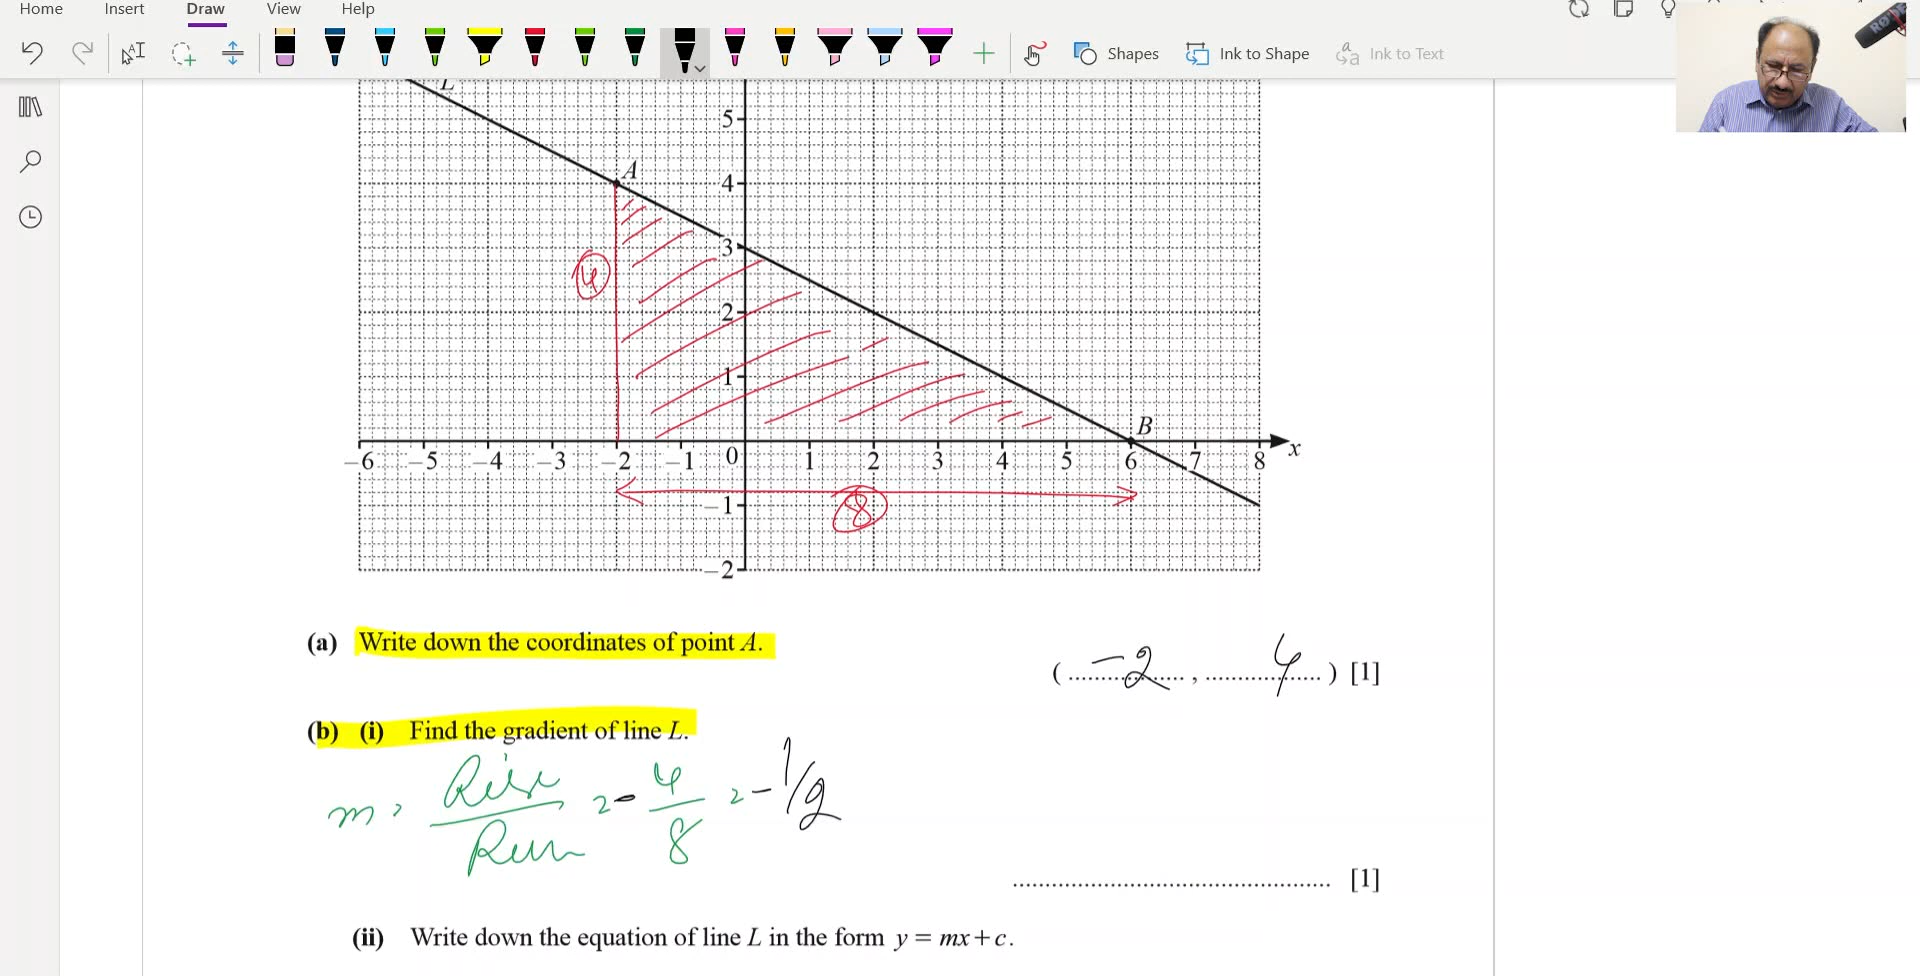 Home Insert Draw View Help
Shapes Ink to Shape Ink to Text
L
5
A
4
3
4
2
1
B
x
−6 −5 −4 −3 −2 −1 0 1 2 3 4 5 6 7 8
−1
8
−2
(a) Write down the coordinates of point A.
( −2 , 4 ) [1]
(b) (i) Find the gradient of line L.
m = Rise/Run = - 4/8 = - 1/2
[1]
(ii) Write down the equation of line L in the form y = mx + c.